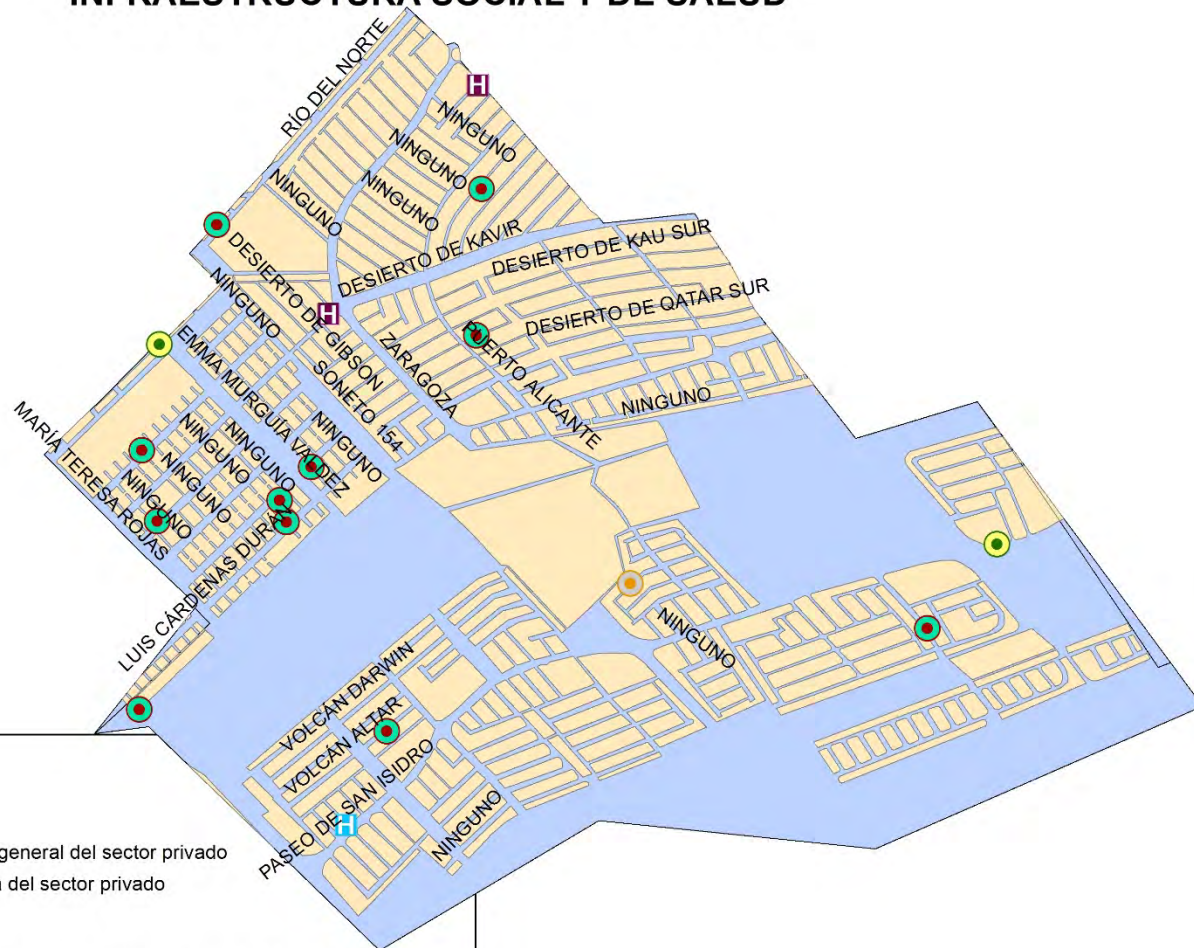 INFRAESTRUCTURA SOCIAL Y DE SALUD
RÍO DEL NORTE
H
NINGUNO
NINGUNO
NINGUNO
NINGUNO
DESIERTO DE KAVIR
DESIERTO DE KAU SUR
DESIERTO DE QATAR SUR
DESIERTO DE GIBSON
H
NINGUNO
PUERTO ALICANTE
ZARAGOZA
SONETO 154
EMMA MURGUIA VALDEZ
NINGUNO
NINGUNO
MARÍA TERESA ROJAS
NINGUNO
NINGUNO
NINGUNO
NINGUNO
LUIS CÁRDENAS DURÁN
NINGUNO
VOLCÁN DARWIN
VOLCÁN ALTAR
PASEO DE SAN ISIDRO
H
NINGUNO
general del sector privado
del sector privado